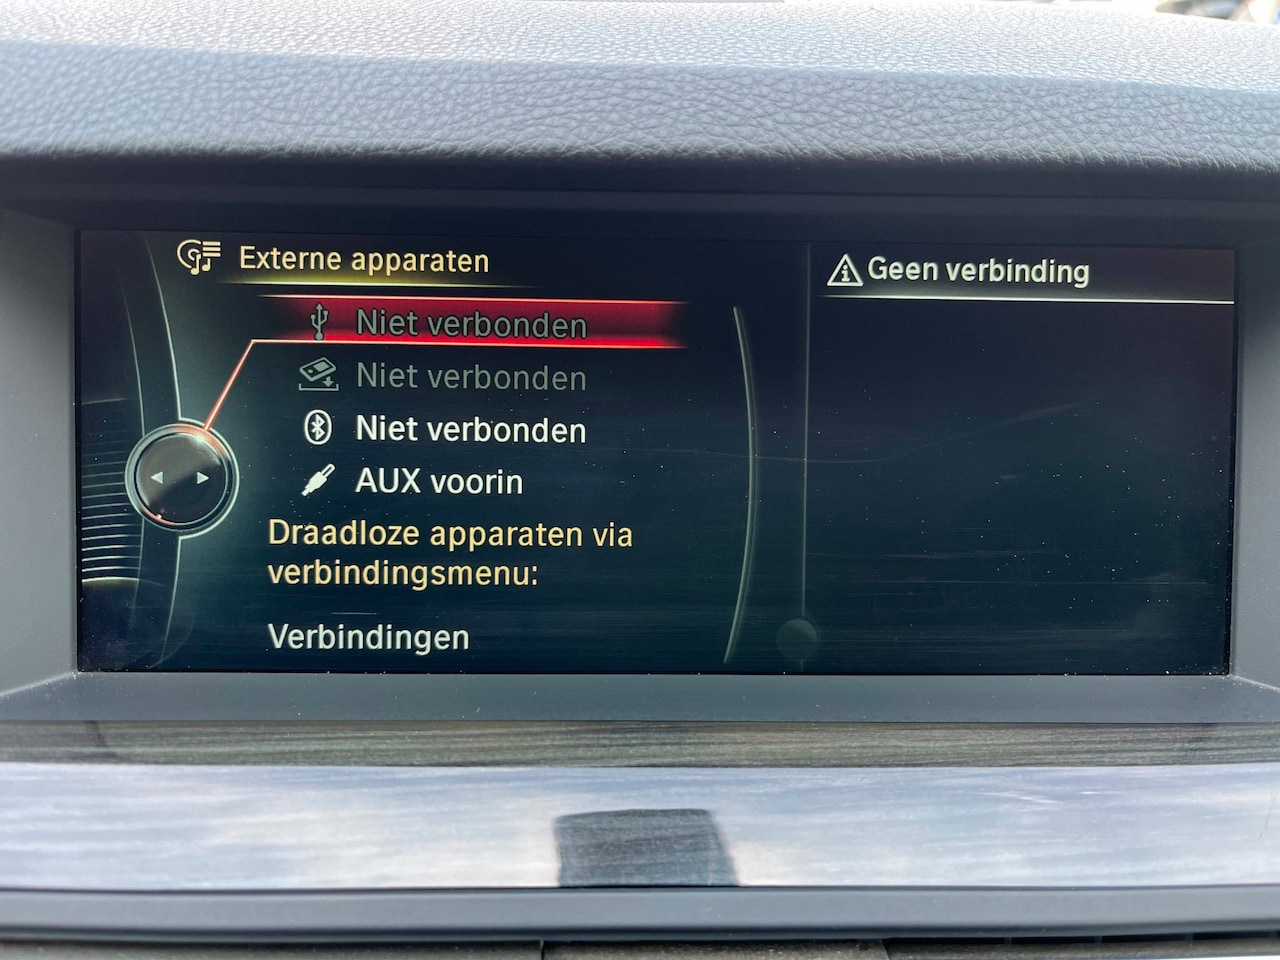 Externe apparaten
Geen verbinding
Niet verbonden
Niet verbonden
Niet verbonden
AUX voorin
Draadloze apparaten via
verbindingsmenu:
Verbindingen